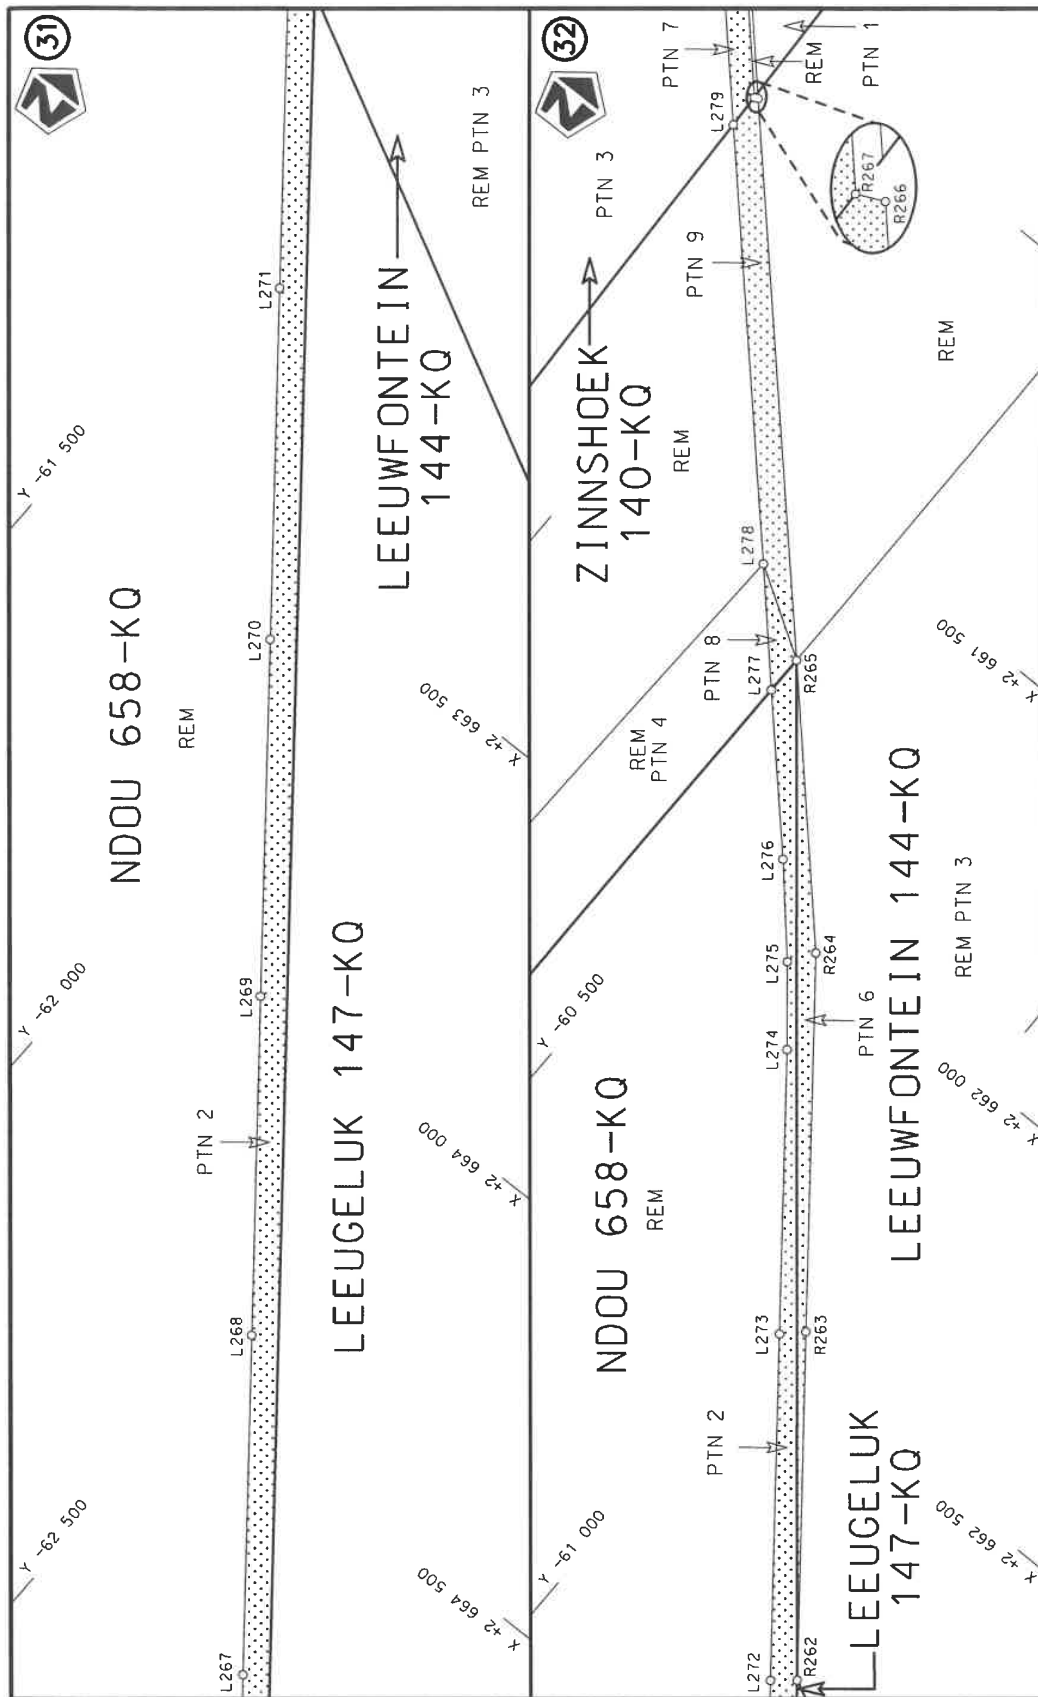 31
NDOU 658-KQ
REM
Y -62 500
Y -62 000
Y -61 500
L267
L268
PTN 2
L269
L270
L271
LEEUGELUK 147-KQ
LEEUWFONTEIN
144-KQ
REM PTN 3
X +2 664 500
X +2 664 000
X +2 663 500
32
Y -61 000
Y -60 500
NDOU 658-KQ
REM
ZINNSHOEK
140-KQ
REM
PTN 3
REM
PTN 4
PTN 8
PTN 9
PTN 7
PTN 2
L272
L273
L274
L275
L276
L277
L278
L279
R262
R263
R264
R265
R267
R266
REM
PTN 1
PTN 6
LEEUGELUK
147-KQ
LEEUWFONTEIN 144-KQ
REM PTN 3
REM
X +2 662 500
X +2 662 000
X +2 661 500